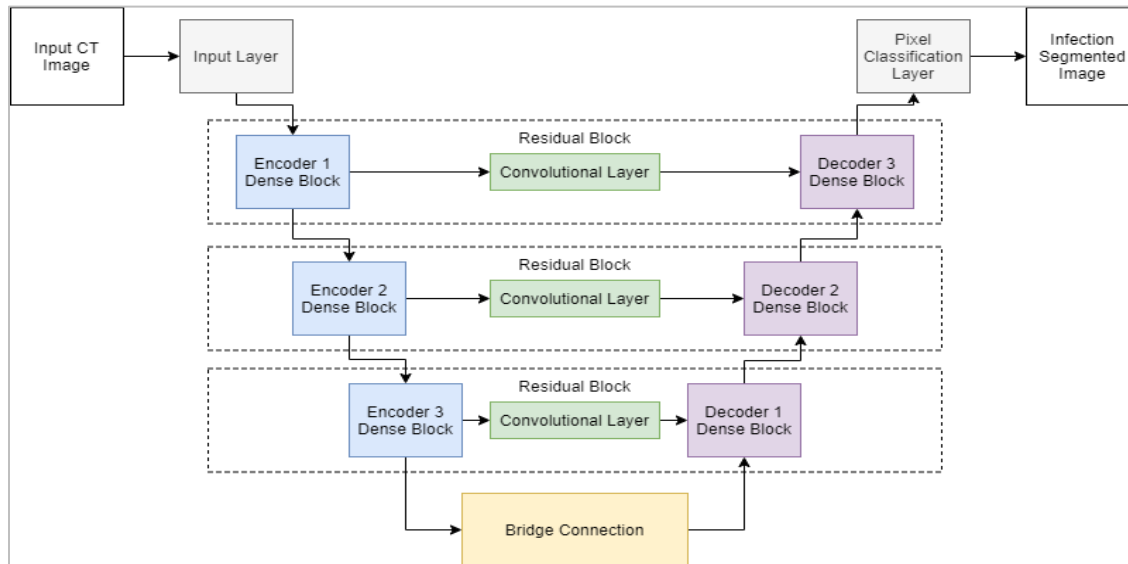 Input CT
Image
Input Layer
Pixel
Classification
Layer
Infection
Segmented
Image
Residual Block
Encoder 1
Dense Block
Convolutional Layer
Decoder 3
Dense Block
Residual Block
Encoder 2
Dense Block
Convolutional Layer
Decoder 2
Dense Block
Residual Block
Encoder 3
Dense Block
Convolutional Layer
Decoder 1
Dense Block
Bridge Connection